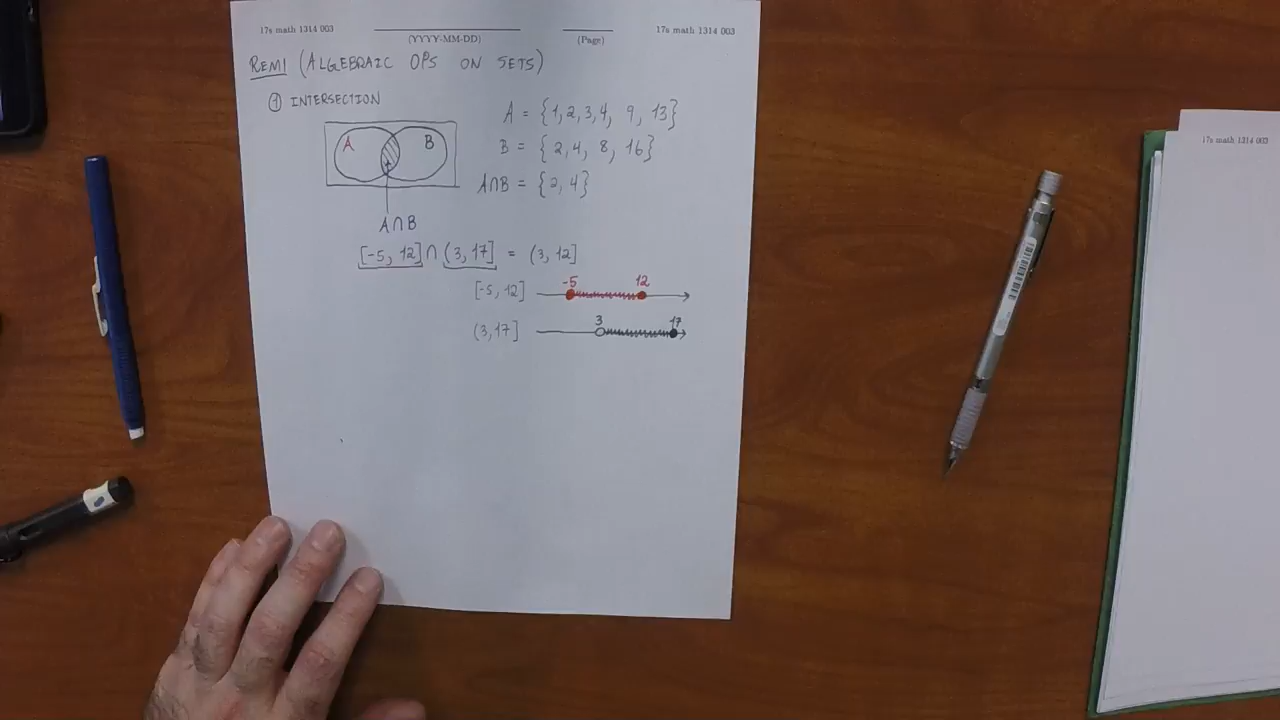 17s math 1314 003
(YYYY-MM-DD)
(Page)
17s math 1314 003
REM1 (ALGEBRAIC OPS ON SETS)
① INTERSECTION
A B
A∩B
A = {1,2,3,4, 9, 13}
B = {2,4, 8, 16}
A∩B = {2,4}
[-5, 12] ∩ (3, 17] = (3, 12]
-5 12
[-5, 12]
3 17
(3,17]
17s math 1314 003